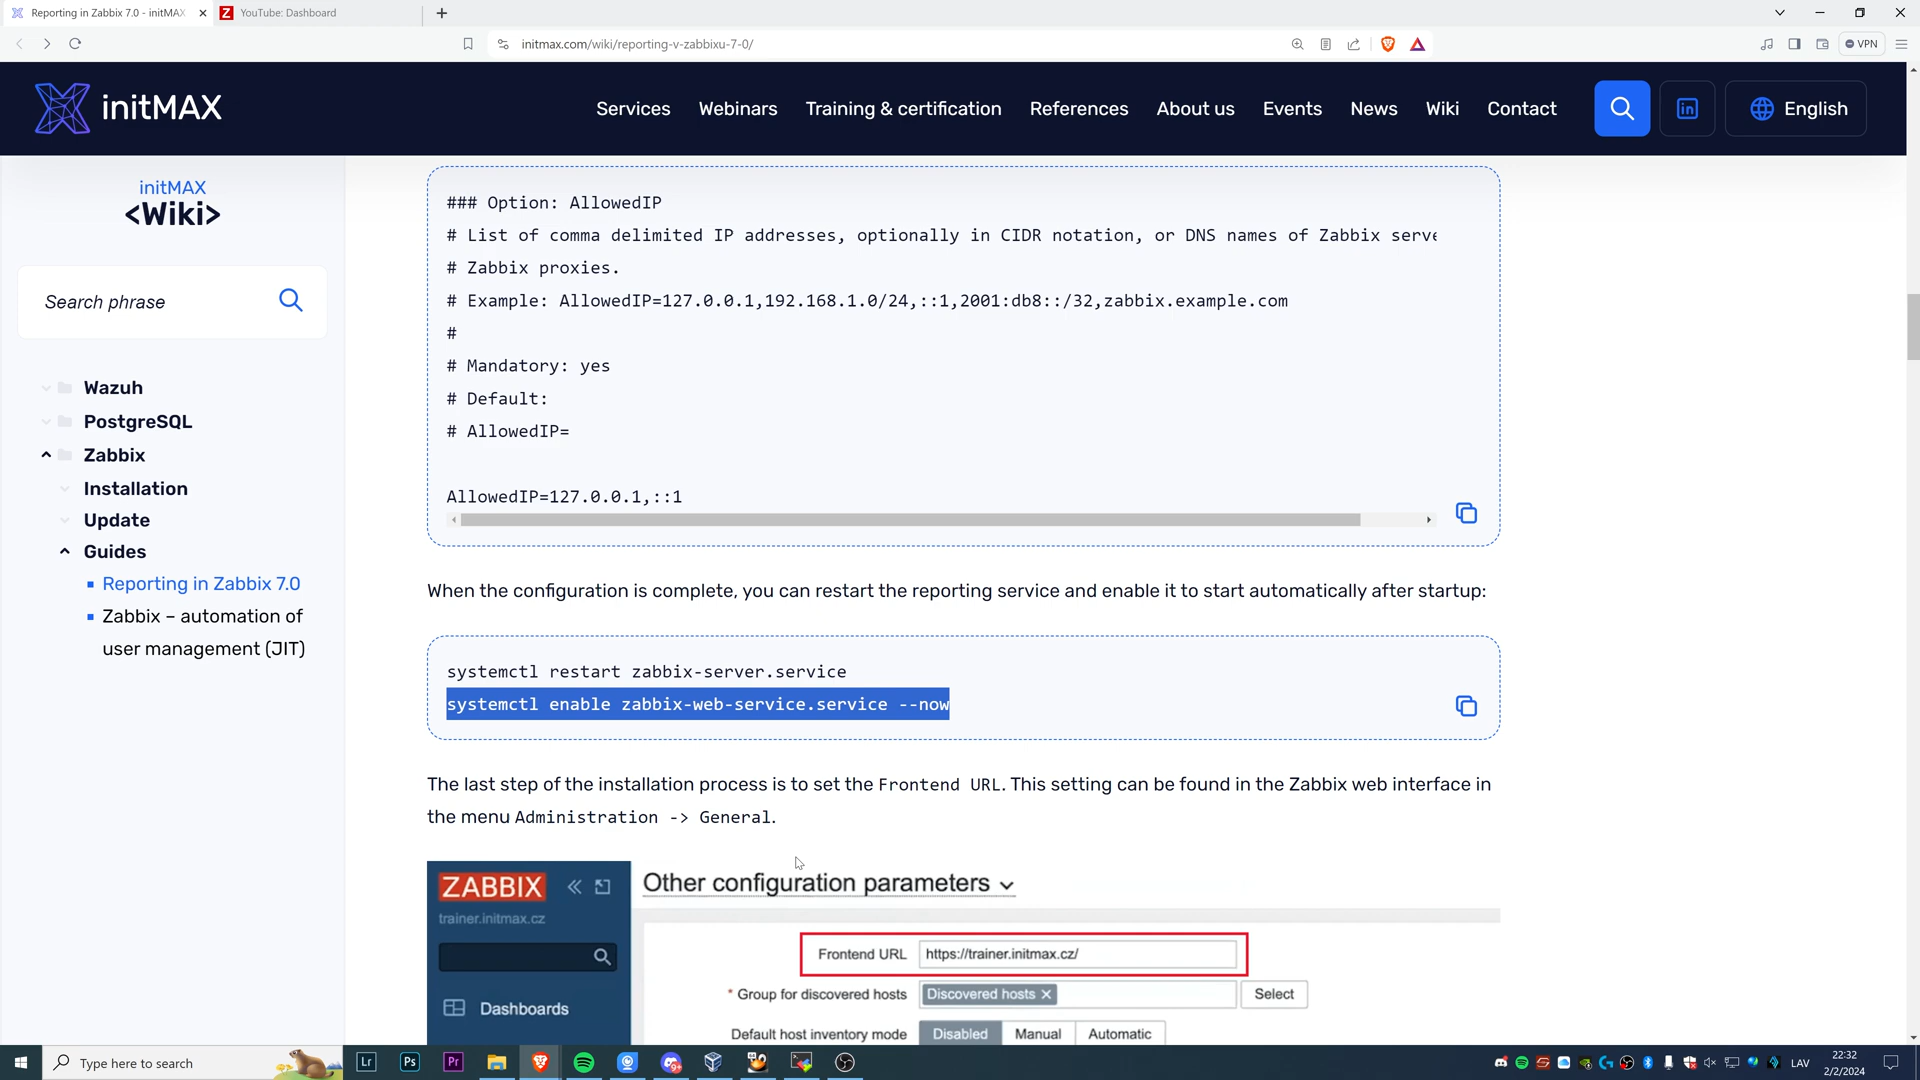 Reporting in Zabbix 7.0 - initMAX
YouTube: Dashboard
initmax.com/wiki/reporting-v-zabbixu-7-0/
VPN
initMAX
Services
Webinars
Training & certification
References
About us
Events
News
Wiki
Contact
in
English
initMAX
<Wiki>
Search phrase
Wazuh
PostgreSQL
Zabbix
Installation
Update
Guides
Reporting in Zabbix 7.0
Zabbix – automation of
user management (JIT)
### Option: AllowedIP
# List of comma delimited IP addresses, optionally in CIDR notation, or DNS names of Zabbix serve
# Zabbix proxies.
# Example: AllowedIP=127.0.0.1,192.168.1.0/24,::1,2001:db8::/32,zabbix.example.com
#
# Mandatory: yes
# Default:
# AllowedIP=
AllowedIP=127.0.0.1,::1
When the configuration is complete, you can restart the reporting service and enable it to start automatically after startup:
systemctl restart zabbix-server.service
systemctl enable zabbix-web-service.service --now
The last step of the installation process is to set the Frontend URL. This setting can be found in the Zabbix web interface in
the menu Administration -> General.
ZABBIX
trainer.initmax.cz
Dashboards
Other configuration parameters
Frontend URL
https://trainer.initmax.cz/
* Group for discovered hosts
Discovered hosts
Select
Default host inventory mode
Disabled
Manual
Automatic
Type here to search
Lr
Ps
Pr
LAV
22:32
2/2/2024